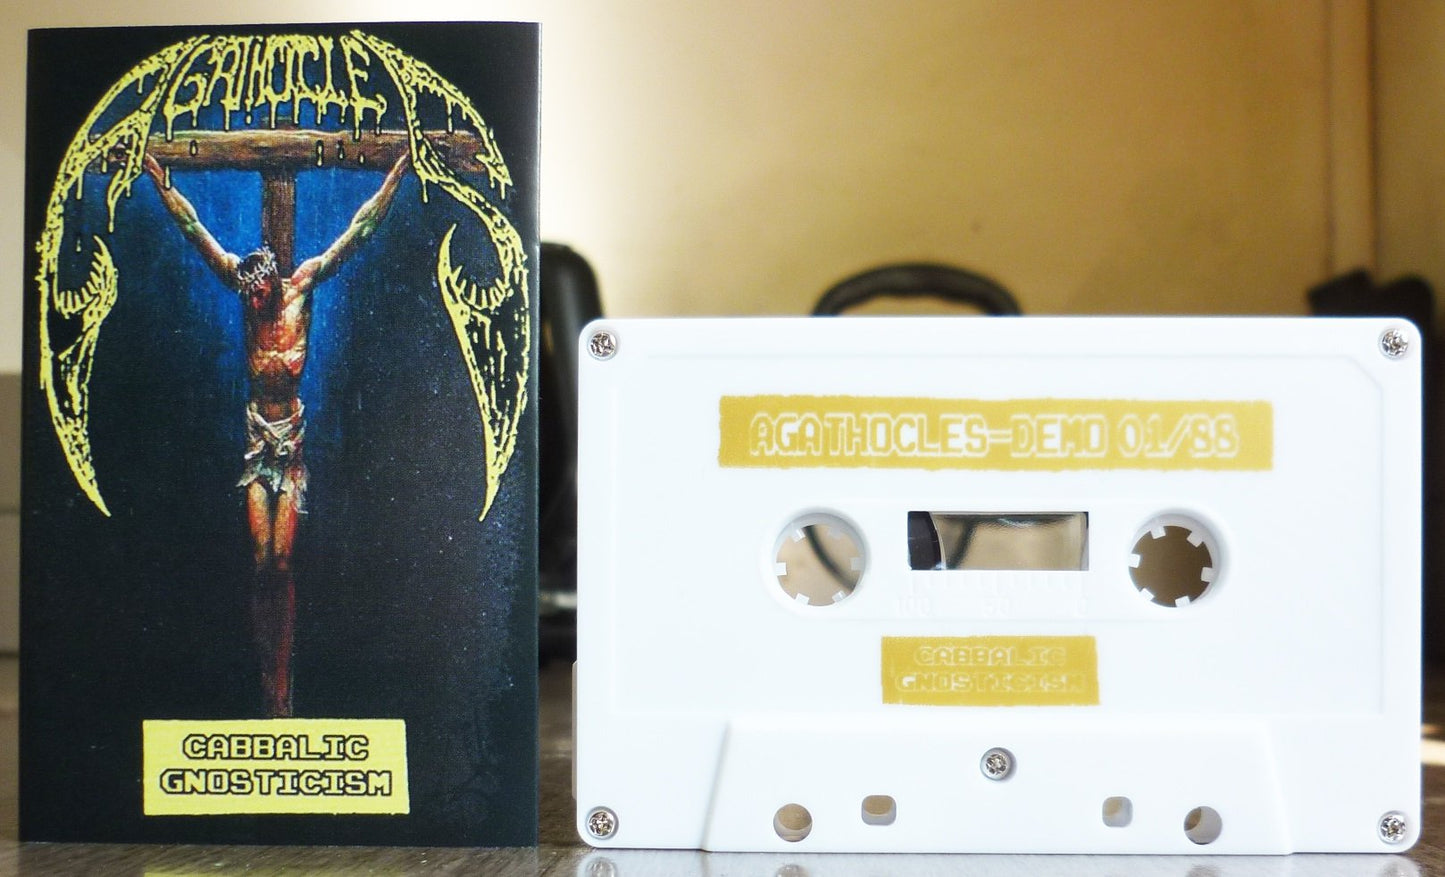 AGATHOCLES
CABBALIC
GNOSTICISM
AGATHOCLES-DEMO 01/88
100 50 0
CABBALIC
GNOSTICISM